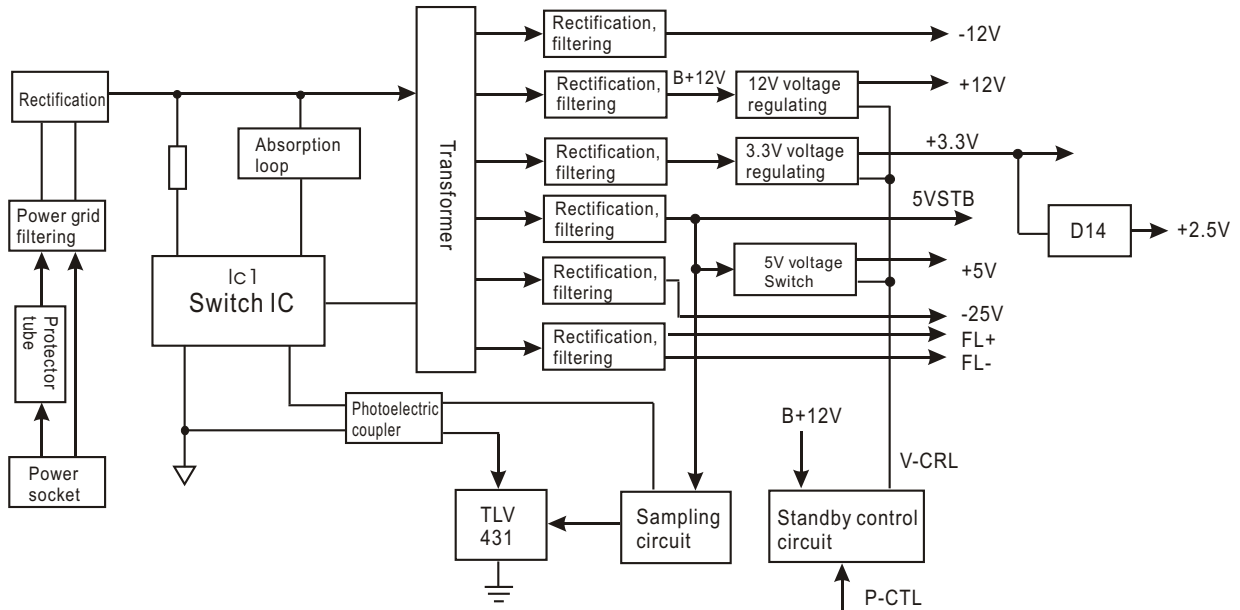 Rectification,
filtering
-12V
Rectification
Rectification,
filtering
B+12V
12V voltage
regulating
+12V
Absorption
loop
Transformer
Rectification,
filtering
3.3V voltage
regulating
+3.3V
Power grid
filtering
Rectification,
filtering
5VSTB
D14
+2.5V
Ic1
Switch IC
Rectification,
filtering
5V voltage
Switch
+5V
-25V
Protector
tube
Rectification,
filtering
FL+
FL-
Photoelectric
coupler
B+12V
V-CRL
Power
socket
TLV
431
Sampling
circuit
Standby control
circuit
P-CTL